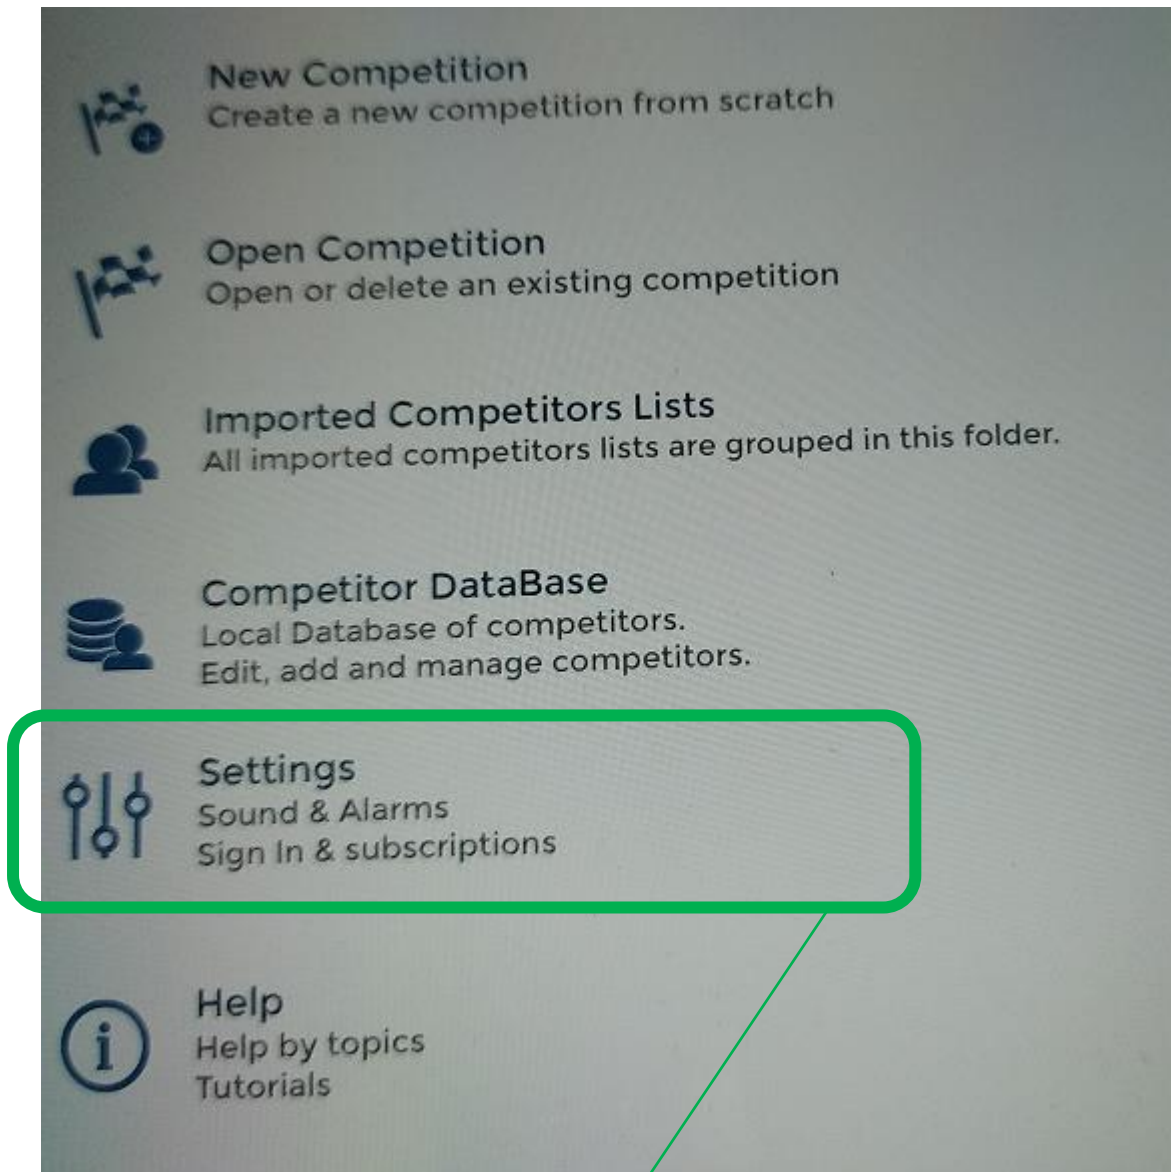 New Competition
Create a new competition from scratch
Open Competition
Open or delete an existing competition
Imported Competitors Lists
All imported competitors lists are grouped in this folder.
Competitor DataBase
Local Database of competitors.
Edit, add and manage competitors.
Settings
Sound & Alarms
Sign In & subscriptions
Help
Help by topics
Tutorials